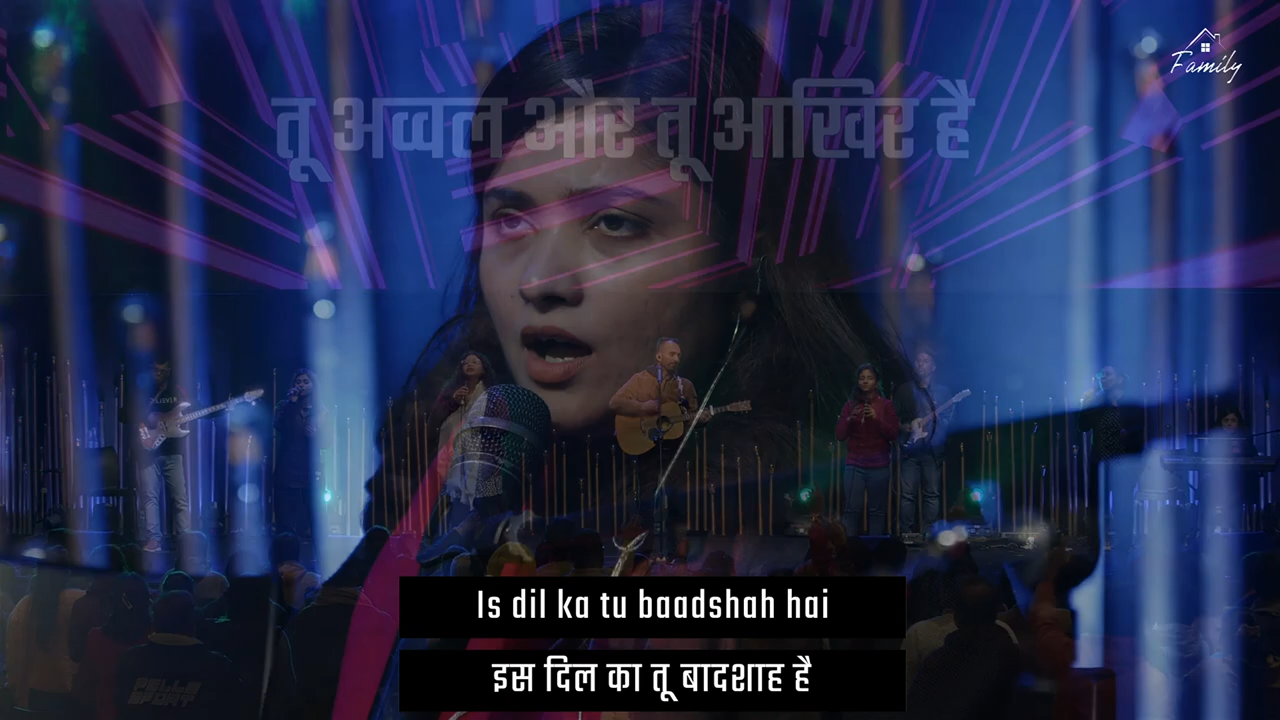 Family
तू अव्वल और तू आखिर है
Is dil ka tu baadshah hai
इस दिल का तू बादशाह है